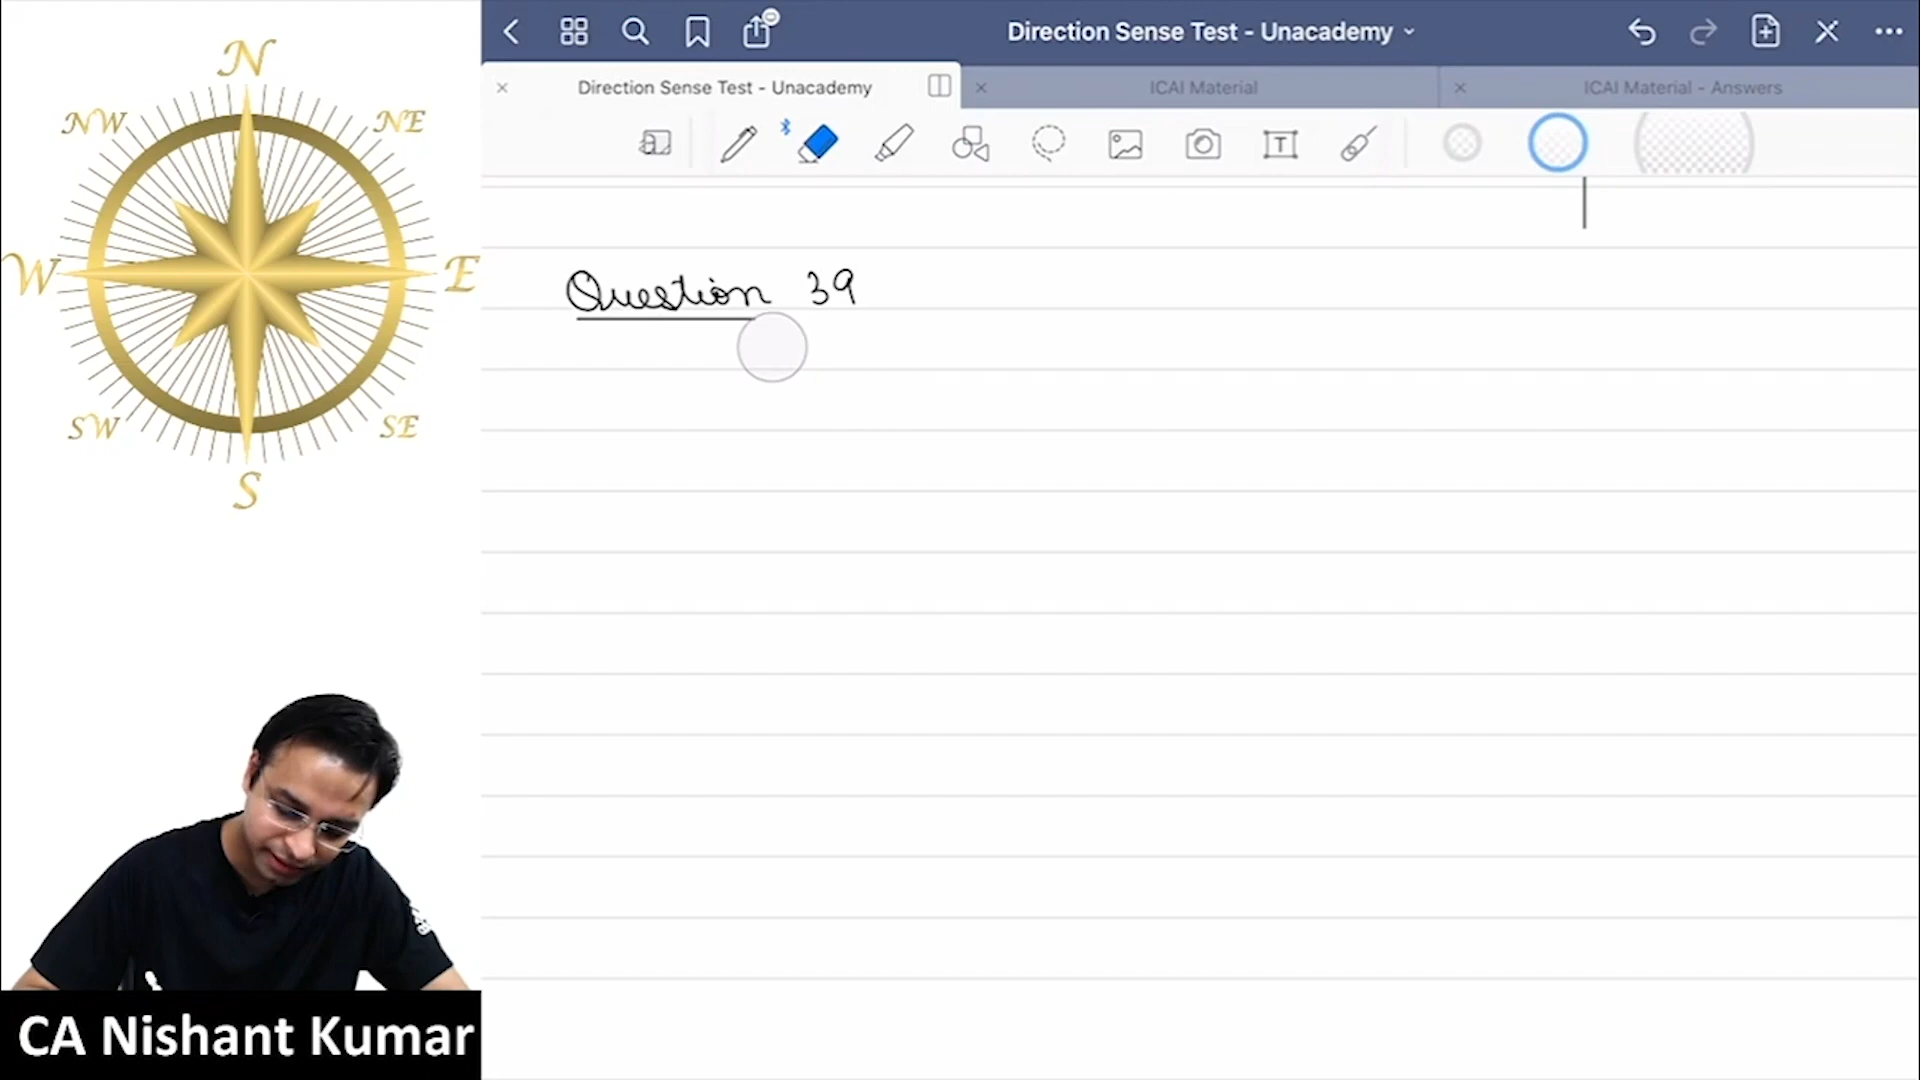 N
NW
NE
W
E
SW
SE
S
Direction Sense Test - Unacademy
Direction Sense Test - Unacademy
ICAI Material
ICAI Material - Answers
Question 39
CA Nishant Kumar